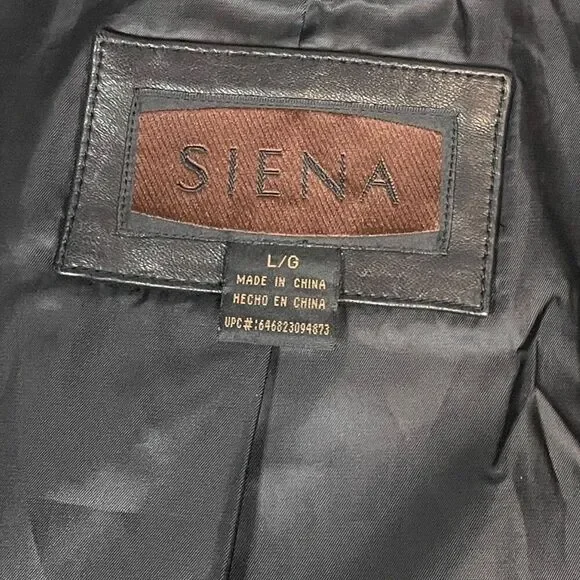 SIENA
L/G
MADE IN CHINA
HECHO EN CHINA
UPC#:646823094873